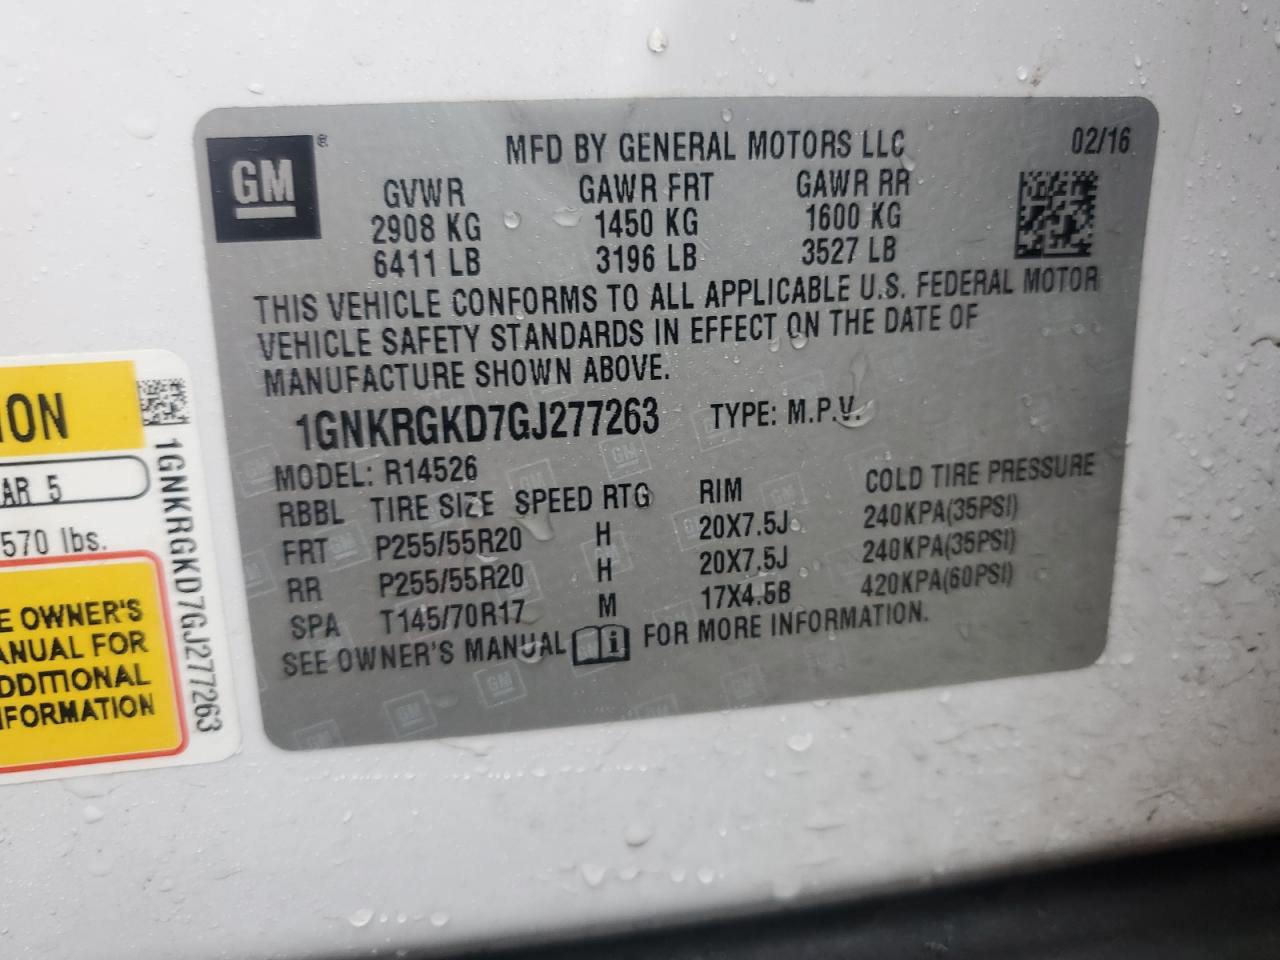 GM ®
MFD BY GENERAL MOTORS LLC 02/16
GVWR GAWR FRT GAWR RR
2908 KG 1450 KG 1600 KG
6411 LB 3196 LB 3527 LB
THIS VEHICLE CONFORMS TO ALL APPLICABLE U.S. FEDERAL MOTOR
VEHICLE SAFETY STANDARDS IN EFFECT ON THE DATE OF
MANUFACTURE SHOWN ABOVE.
1GNKRGKD7GJ277263 TYPE: M.P.V.
MODEL: R14526
RBBL TIRE SIZE SPEED RTG RIM COLD TIRE PRESSURE
FRT P255/55R20 H 20X7.5J 240KPA(35PSI)
RR P255/55R20 H 20X7.5J 240KPA(35PSI)
SPA T145/70R17 M 17X4.5B 420KPA(60PSI)
SEE OWNER'S MANUAL i FOR MORE INFORMATION.
ION
AR 5
570 lbs.
E OWNER'S
ANUAL FOR
DDITIONAL
FORMATION
1GNKRGKD7GJ277263